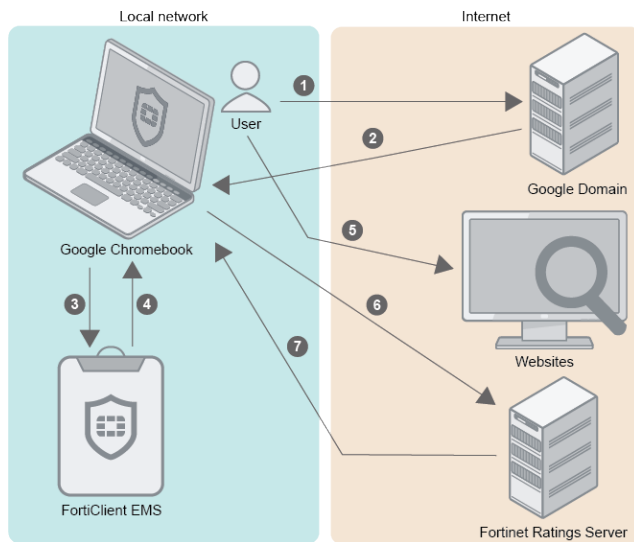 Local network
Internet
1
User
2
Google Domain
Google Chromebook
5
3
4
6
7
Websites
FortiClient EMS
Fortinet Ratings Server